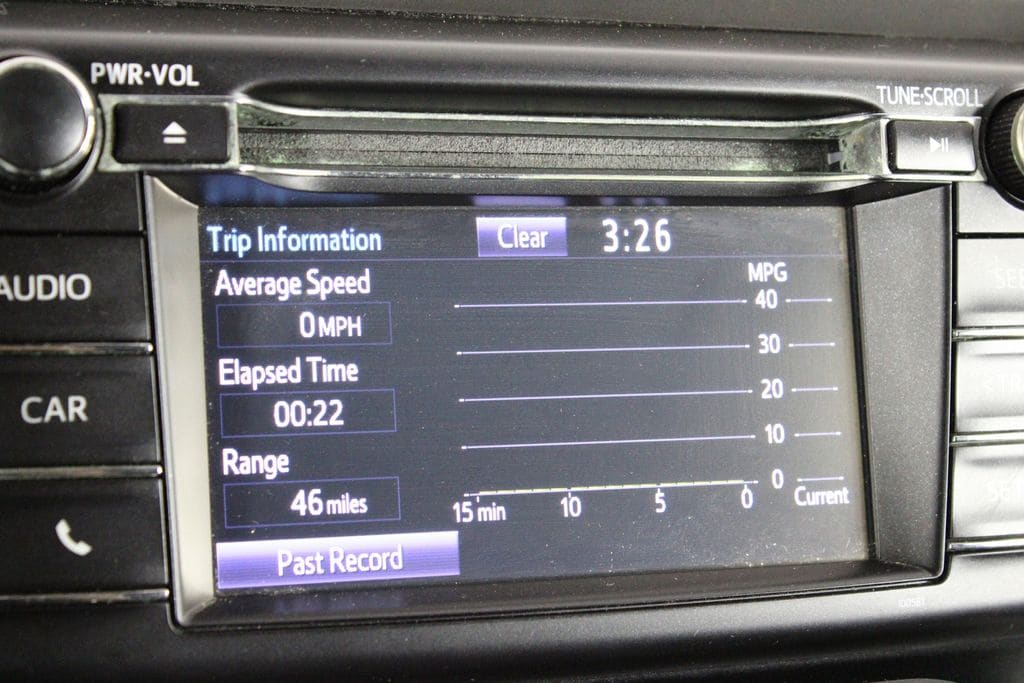 PWR·VOL
TUNE·SCROLL
Trip Information
Clear
3:26
AUDIO
CAR
Average Speed
0 MPH
Elapsed Time
00:22
Range
46 miles
Past Record
MPG
40
30
20
10
0
15 min 10 5 0 Current
100581